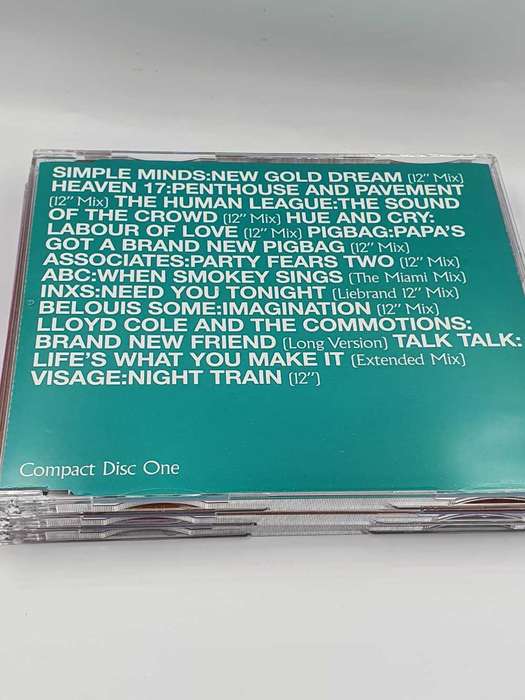 SIMPLE MINDS:NEW GOLD DREAM (12" Mix)
HEAVEN 17:PENTHOUSE AND PAVEMENT
(12" Mix) THE HUMAN LEAGUE:THE SOUND
OF THE CROWD (12" Mix) HUE AND CRY:
LABOUR OF LOVE (12" Mix) PIGBAG:PAPA'S
GOT A BRAND NEW PIGBAG (12" Mix)
ASSOCIATES:PARTY FEARS TWO (12" Mix)
ABC:WHEN SMOKEY SINGS (The Miami Mix)
INXS:NEED YOU TONIGHT (Liebrand 12" Mix)
BELOUIS SOME:IMAGINATION (12" Mix)
LLOYD COLE AND THE COMMOTIONS:
BRAND NEW FRIEND (Long Version) TALK TALK:
LIFE'S WHAT YOU MAKE IT (Extended Mix)
VISAGE:NIGHT TRAIN (12")
Compact Disc One